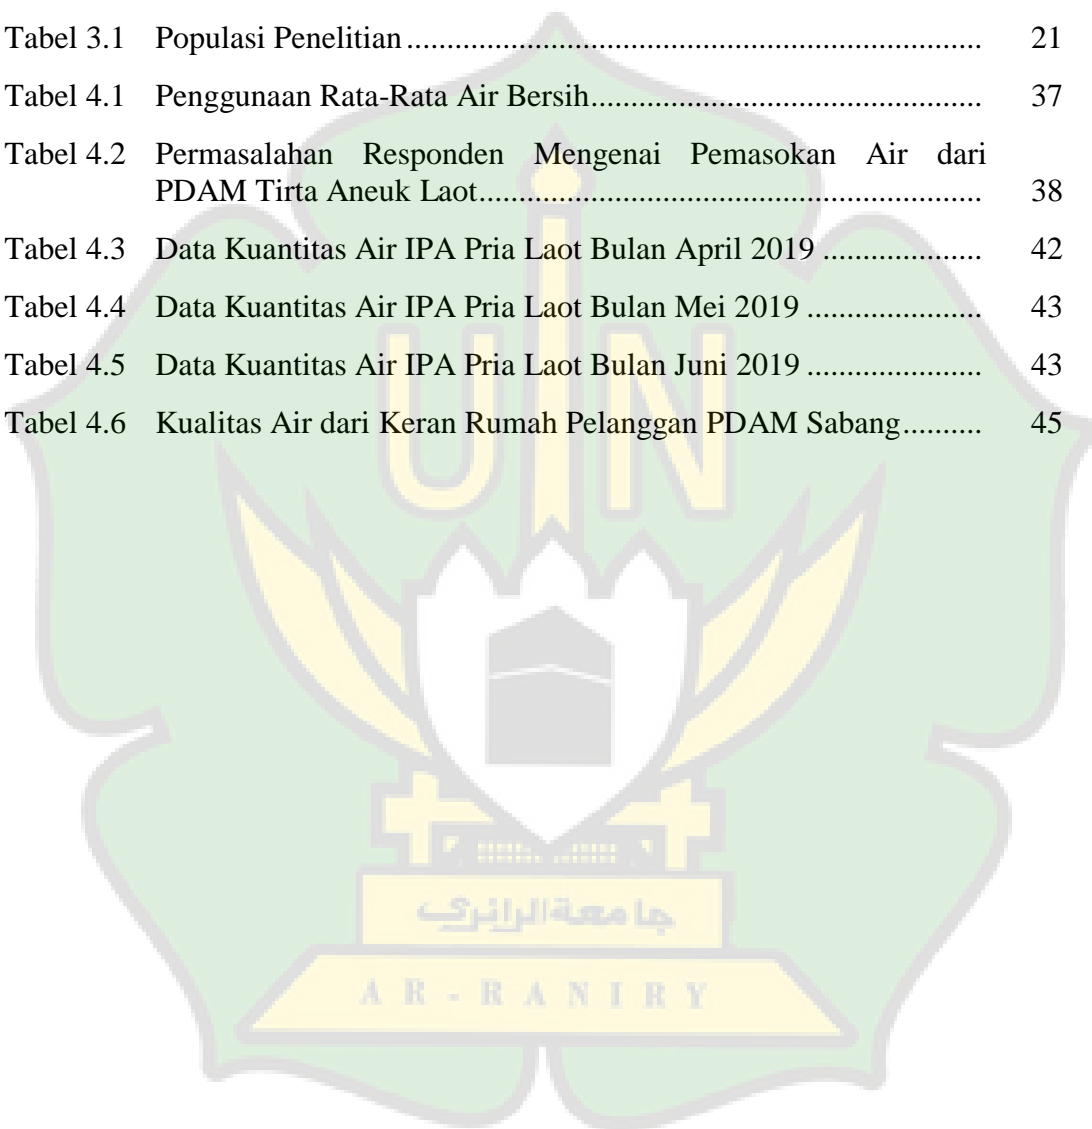 Tabel 3.1 Populasi Penelitian ....................................................................... 21
Tabel 4.1 Penggunaan Rata-Rata Air Bersih................................................ 37
Tabel 4.2 Permasalahan Responden Mengenai Pemasokan Air dari
PDAM Tirta Aneuk Laot.............................................................. 38
Tabel 4.3 Data Kuantitas Air IPA Pria Laot Bulan April 2019 .................... 42
Tabel 4.4 Data Kuantitas Air IPA Pria Laot Bulan Mei 2019 ...................... 43
Tabel 4.5 Data Kuantitas Air IPA Pria Laot Bulan Juni 2019 ...................... 43
Tabel 4.6 Kualitas Air dari Keran Rumah Pelanggan PDAM Sabang.......... 45
UIN
جامعة الرانري
AR-RANIRY